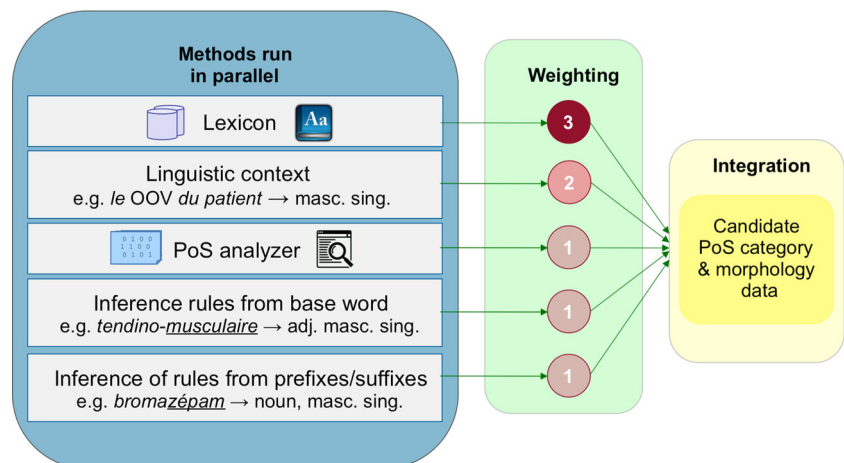 Methods run
in parallel
Lexicon
Aa
Linguistic context
e.g. le OOV du patient → masc. sing.
0 1 0 0
1 1 0 0
0 1 0 1
PoS analyzer
Inference rules from base word
e.g. tendino-musculaire → adj. masc. sing.
Inference of rules from prefixes/suffixes
e.g. bromazépam → noun, masc. sing.
Weighting
3
2
1
1
1
Integration
Candidate
PoS category
& morphology
data